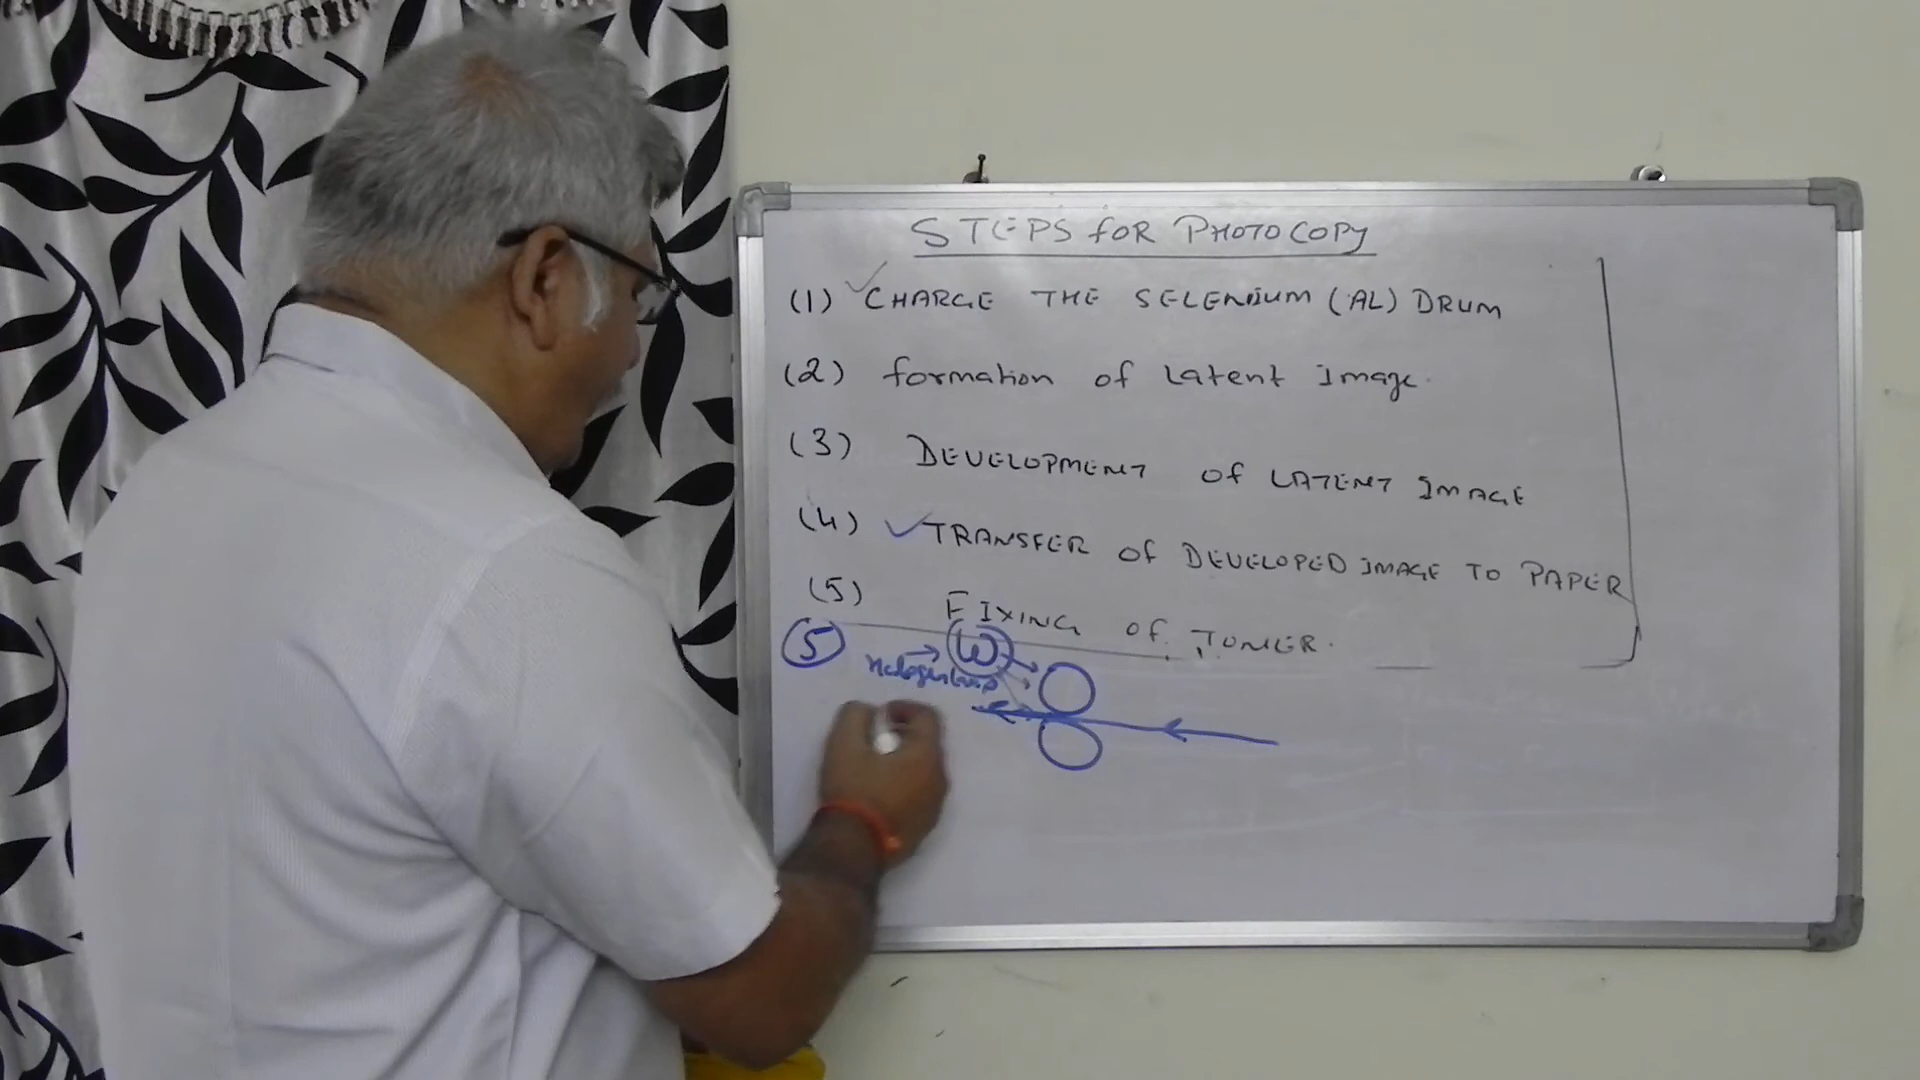 STEPS FOR PHOTOCOPY
(1) CHARGE THE SELENIUM (AL) DRUM
(2) formation of Latent Image.
(3) DEVELOPMENT of LATENT IMAGE
(4) TRANSFER of DEVELOPED IMAGE TO PAPER
(5) FIXING OF TONER.
5